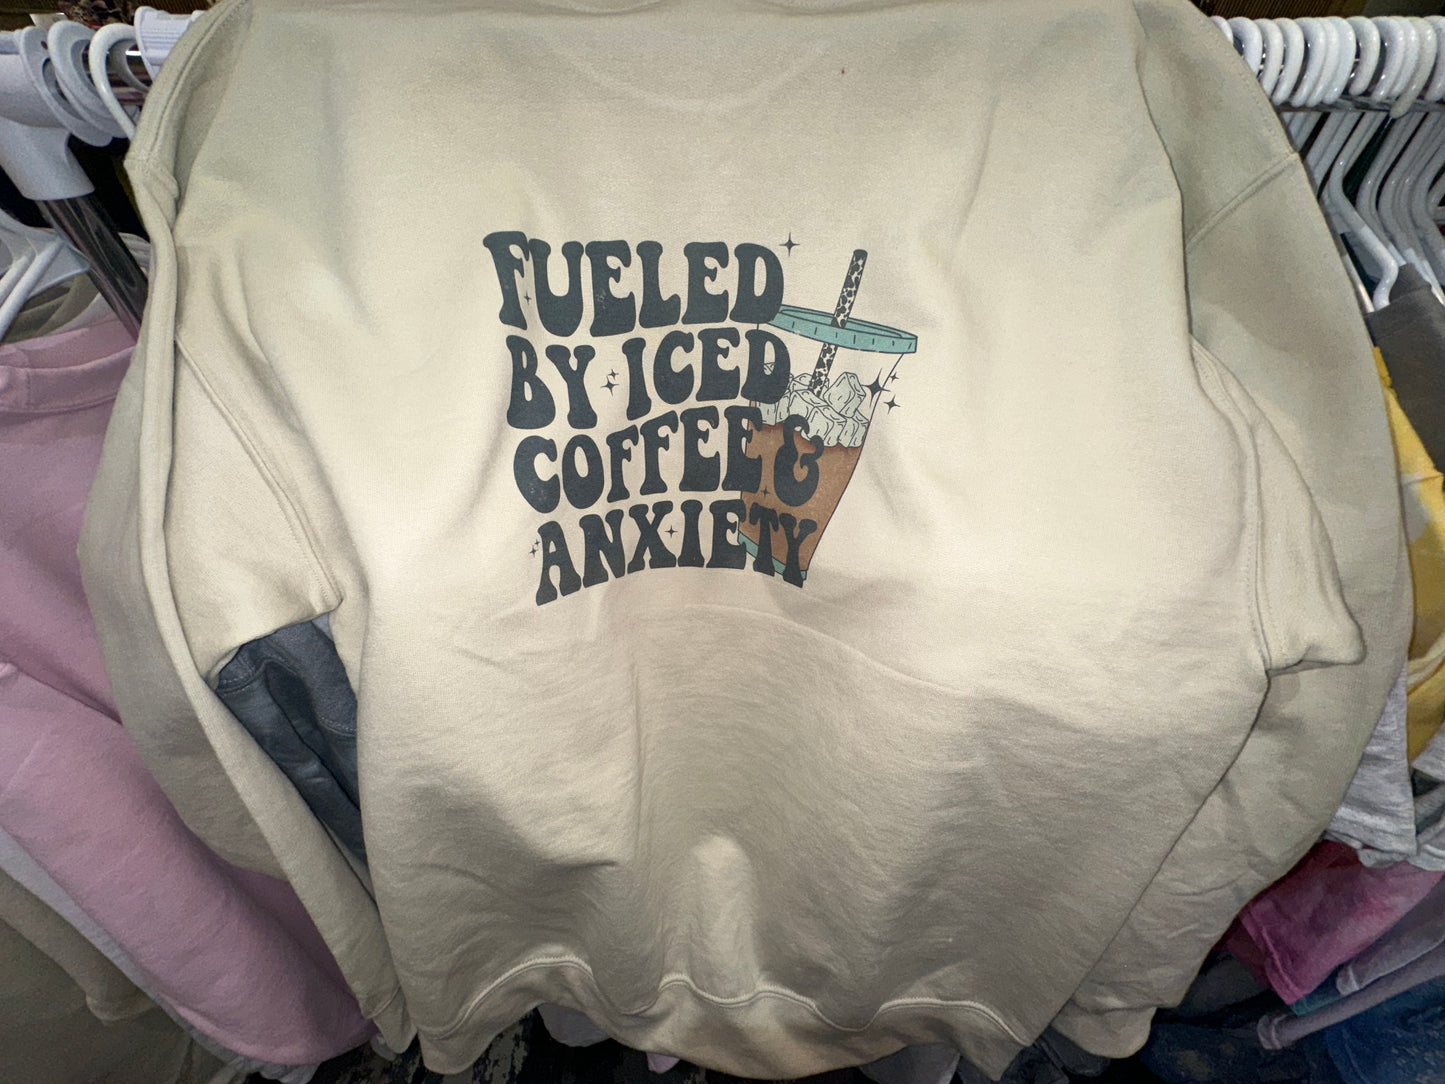 FUELED
BY ICED
COFFEE &
ANXIETY